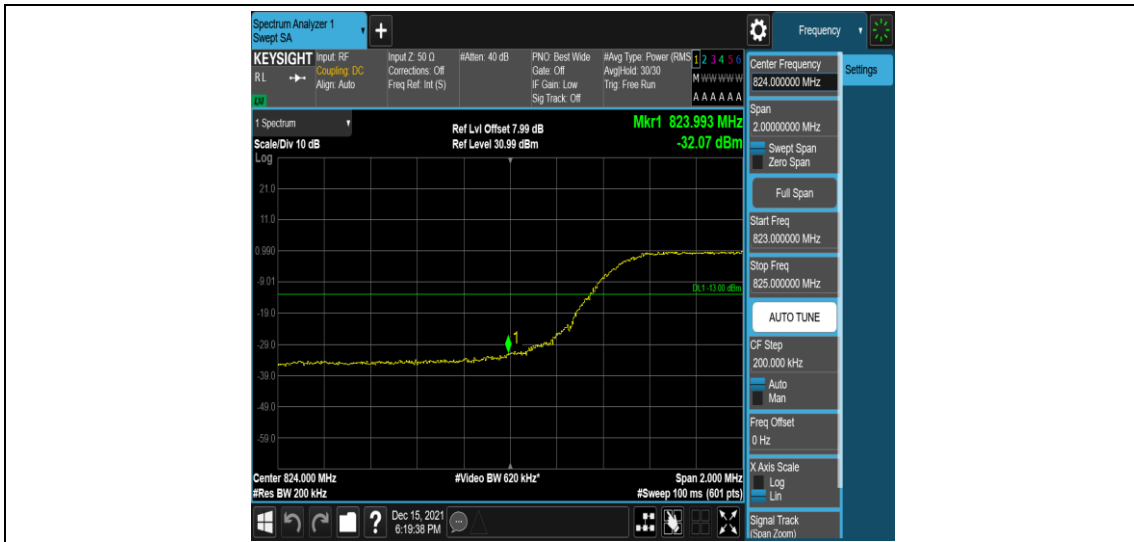 Spectrum Analyzer 1
Swept SA
+
Frequency
KEYSIGHT
RL
LXI
Input: RF
Coupling: DC
Align: Auto
Input Z: 50 Ω
Corrections: Off
Freq Ref: Int (S)
#Atten: 40 dB
PNO: Best Wide
Gate: Off
IF Gain: Low
Sig Track: Off
#Avg Type: Power (RMS
Avg|Hold: 30/30
Trig: Free Run
1 2 3 4 5 6
M W W W W W
A A A A A A
Center Frequency
824.000000 MHz
Settings
Span
2.00000000 MHz
Swept Span
Zero Span
Full Span
Start Freq
823.000000 MHz
Stop Freq
825.000000 MHz
AUTO TUNE
CF Step
200.000 kHz
Auto
Man
Freq Offset
0 Hz
X Axis Scale
Log
Lin
Signal Track
(Span Zoom)
1 Spectrum
Scale/Div 10 dB
Log
Ref Lvl Offset 7.99 dB
Ref Level 30.99 dBm
Mkr1 823.993 MHz
-32.07 dBm
21.0
11.0
0.990
-9.01
DL1 -13.00 dBm
-19.0
1
-29.0
-39.0
-49.0
-59.0
Center 824.000 MHz
#Res BW 200 kHz
#Video BW 620 kHz*
Span 2.000 MHz
#Sweep 100 ms (601 pts)
?
Dec 15, 2021
6:19:38 PM